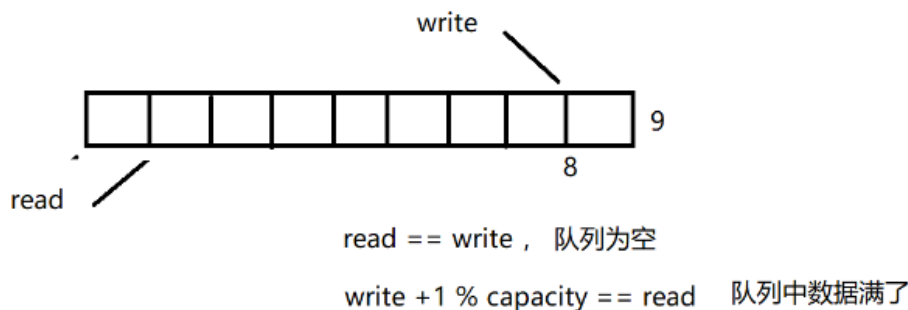 write
9
8
read
read == write ， 队列为空
write +1 % capacity == read 队列中数据满了